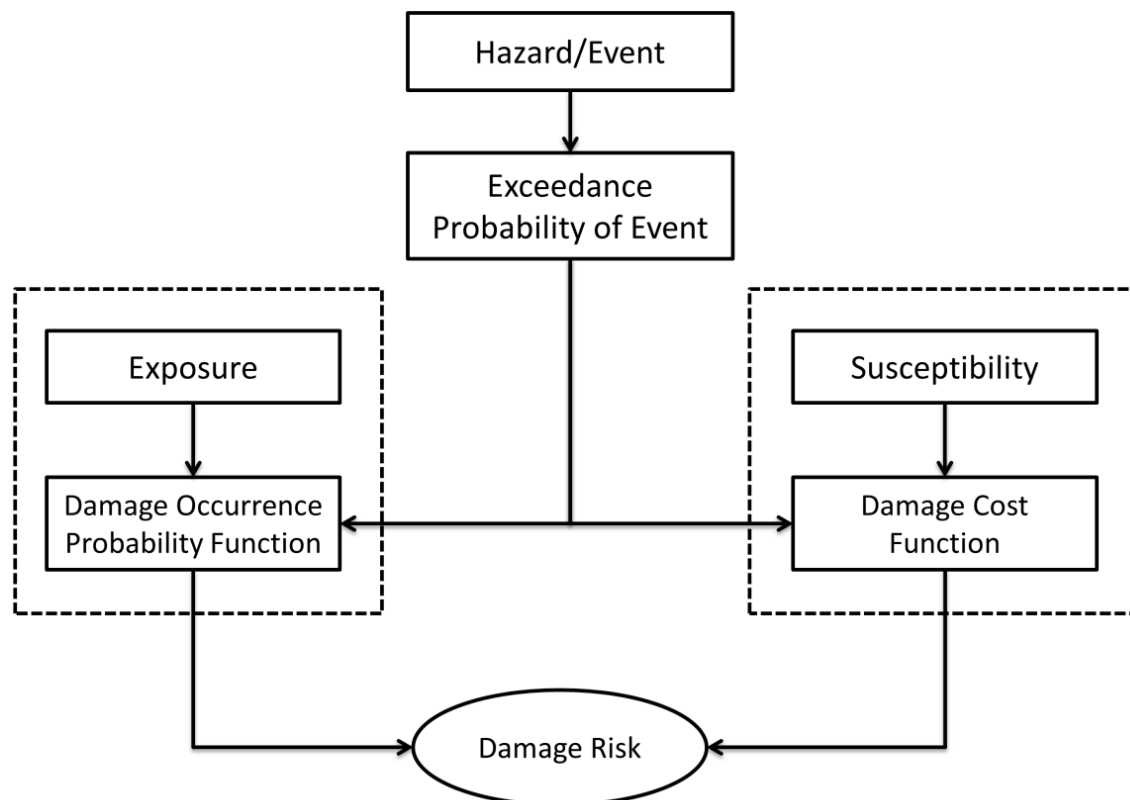 Hazard/Event
Exceedance
Probability of Event
Exposure
Susceptibility
Damage Occurrence
Probability Function
Damage Cost
Function
Damage Risk